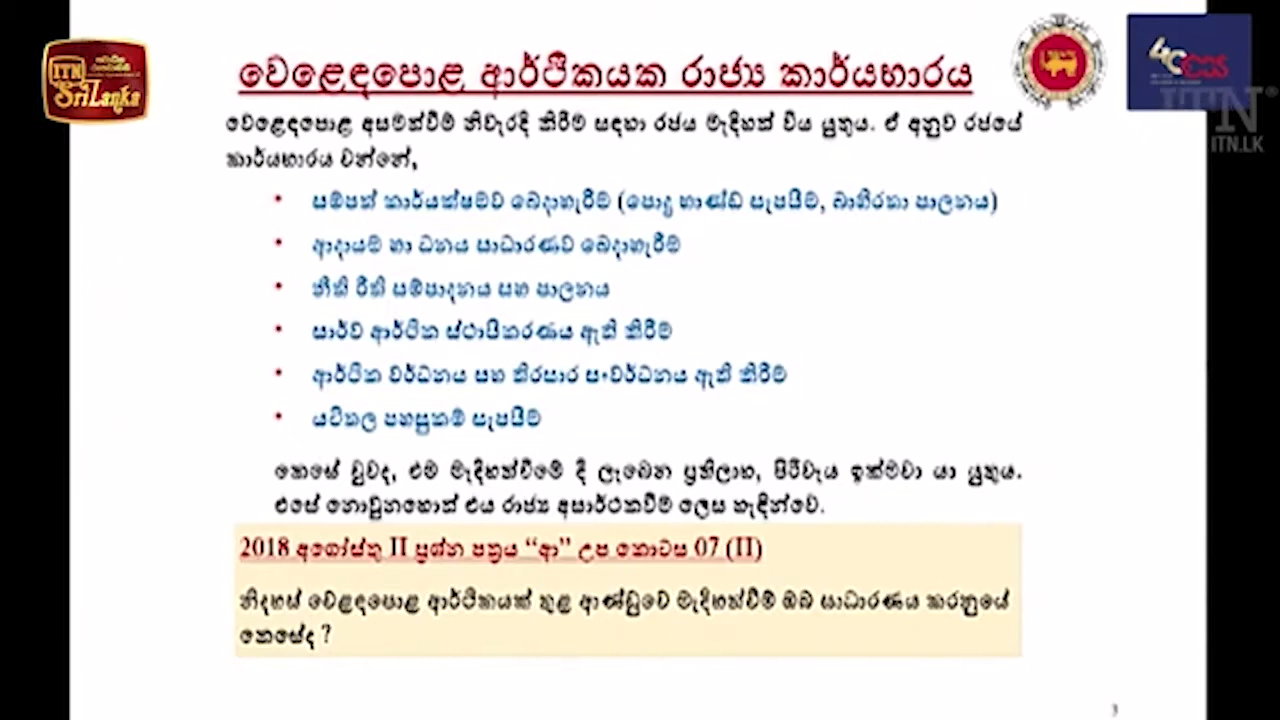 වෙළෙඳපොළ ආර්ථිකයක රාජ්‍ය කාර්යභාරය
ITN
Sri Lanka
ITN
ITN.LK
වෙළෙඳපොළ අසමත්වීම් නිවැරදි කිරීම සඳහා රජය මැදිහත් විය යුතුය. ඒ අනුව රජයේ
කාර්යභාරය වන්නේ,
• සම්පත් කාර්යක්ෂමව බෙදාහැරීම (පොදු භාණ්ඩ සැපයීම, බාහිරතා පාලනය)
• ආදායම් හා ධනය සාධාරණව බෙදාහැරීම
• නීති රීති සම්පාදනය සහ පාලනය
• සාර්ව ආර්ථික ස්ථායීකරණය ඇති කිරීම
• ආර්ථික වර්ධනය සහ තිරසාර සංවර්ධනය ඇති කිරීම
• යටිතල පහසුකම් සැපයීම
කෙසේ වුවද, එම මැදිහත්වීමේ දී ලැබෙන ප්‍රතිලාභ, පිරිවැය ඉක්මවා යා යුතුය.
එසේ නොවුනහොත් එය රාජ්‍ය අසාර්ථකවීම් ලෙස හැඳින්වේ.
2018 අගෝස්තු II ප්‍රශ්න පත්‍රය “ආ” උප කොටස 07 (II)
නිදහස් වෙළඳපොළ ආර්ථිකයක් තුළ ආණ්ඩුවේ මැදිහත්වීම් ඔබ සාධාරණය කරනුයේ
කෙසේද ?
3